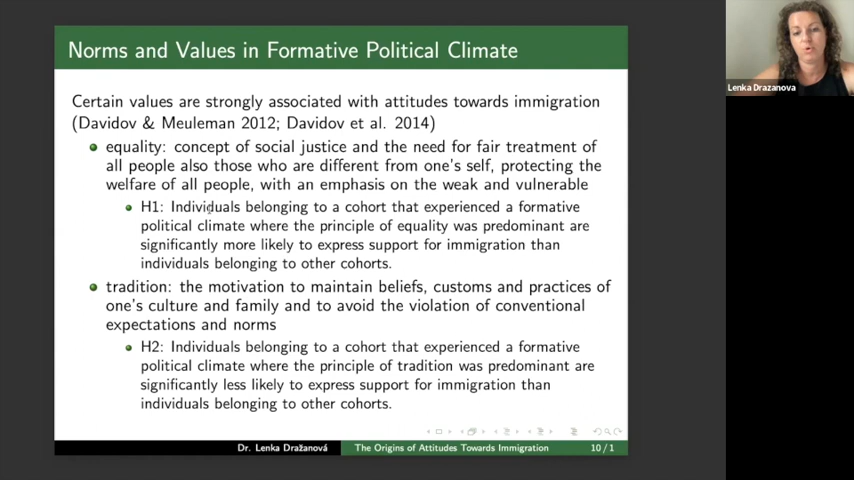 Norms and Values in Formative Political Climate
Lenka Drazanova
Certain values are strongly associated with attitudes towards immigration
(Davidov & Meuleman 2012; Davidov et al. 2014)
equality: concept of social justice and the need for fair treatment of
all people also those who are different from one's self, protecting the
welfare of all people, with an emphasis on the weak and vulnerable
H1: Individuals belonging to a cohort that experienced a formative
political climate where the principle of equality was predominant are
significantly more likely to express support for immigration than
individuals belonging to other cohorts.
tradition: the motivation to maintain beliefs, customs and practices of
one's culture and family and to avoid the violation of conventional
expectations and norms
H2: Individuals belonging to a cohort that experienced a formative
political climate where the principle of tradition was predominant are
significantly less likely to express support for immigration than
individuals belonging to other cohorts.
Dr. Lenka Dražanová The Origins of Attitudes Towards Immigration 10 / 1